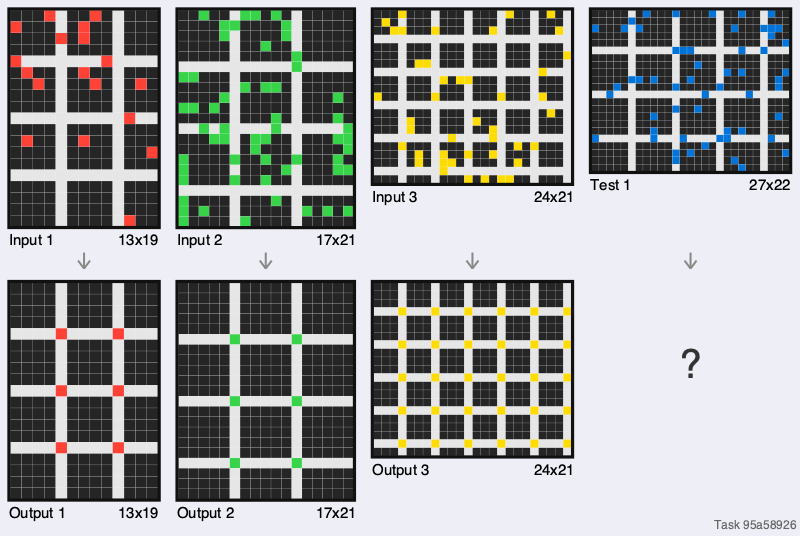 Input 1 13x19
Input 2 17x21
Input 3 24x21
Test 1 27x22
?
Output 1 13x19
Output 2 17x21
Output 3 24x21
Task 95a58926